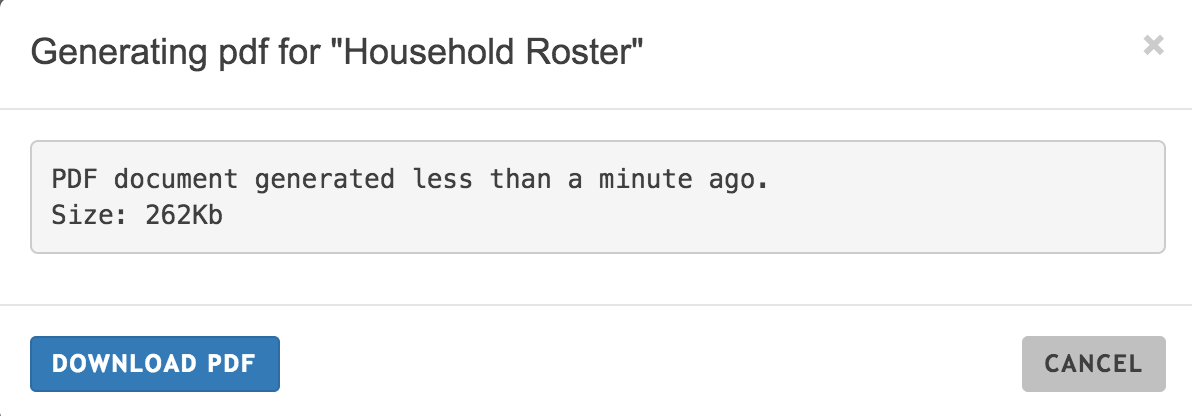 Generating pdf for "Household Roster"
PDF document generated less than a minute ago.
Size: 262Kb
DOWNLOAD PDF
CANCEL